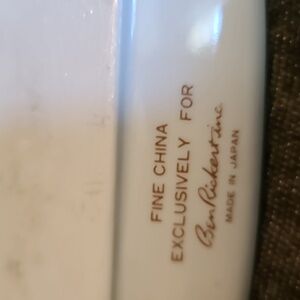 FINE CHINA
EXCLUSIVELY FOR
Ben Rickert inc
MADE IN JAPAN